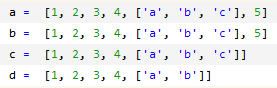 a = [1, 2, 3, 4, ['a', 'b', 'c'], 5]
b = [1, 2, 3, 4, ['a', 'b', 'c'], 5]
c = [1, 2, 3, 4, ['a', 'b', 'c']]
d = [1, 2, 3, 4, ['a', 'b']]